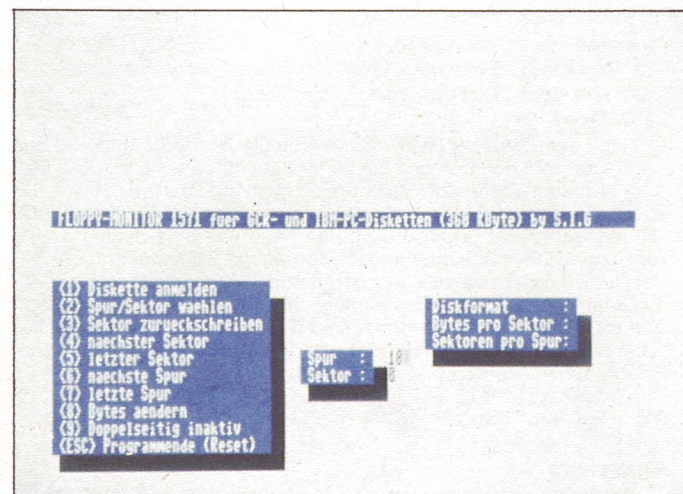 FLOPPY-MONITOR 1571 fuer GCR- und IBM-PC-Disketten (360 KByte) by S.I.G
<1> Diskette anmelden
<2> Spur/Sektor waehlen
<3> Sektor zurueckschreiben
<4> naechster Sektor
<5> letzter Sektor
<6> naechste Spur
<7> letzte Spur
<8> Bytes aendern
<9> Doppelseitig inaktiv
<ESC> Programmende (Reset)
Spur : 18
Sektor : 0
Diskformat :
Bytes pro Sektor :
Sektoren pro Spur: